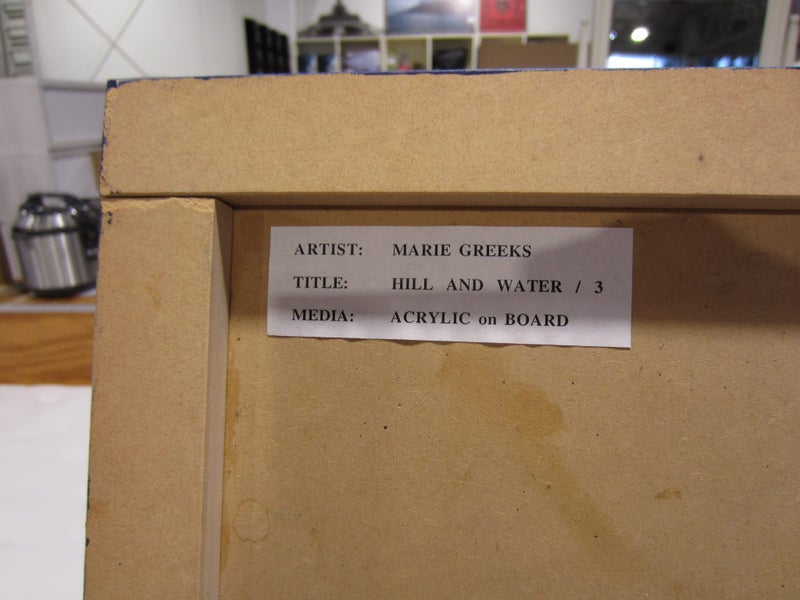 ARTIST: MARIE GREEKS
TITLE: HILL AND WATER / 3
MEDIA: ACRYLIC on BOARD